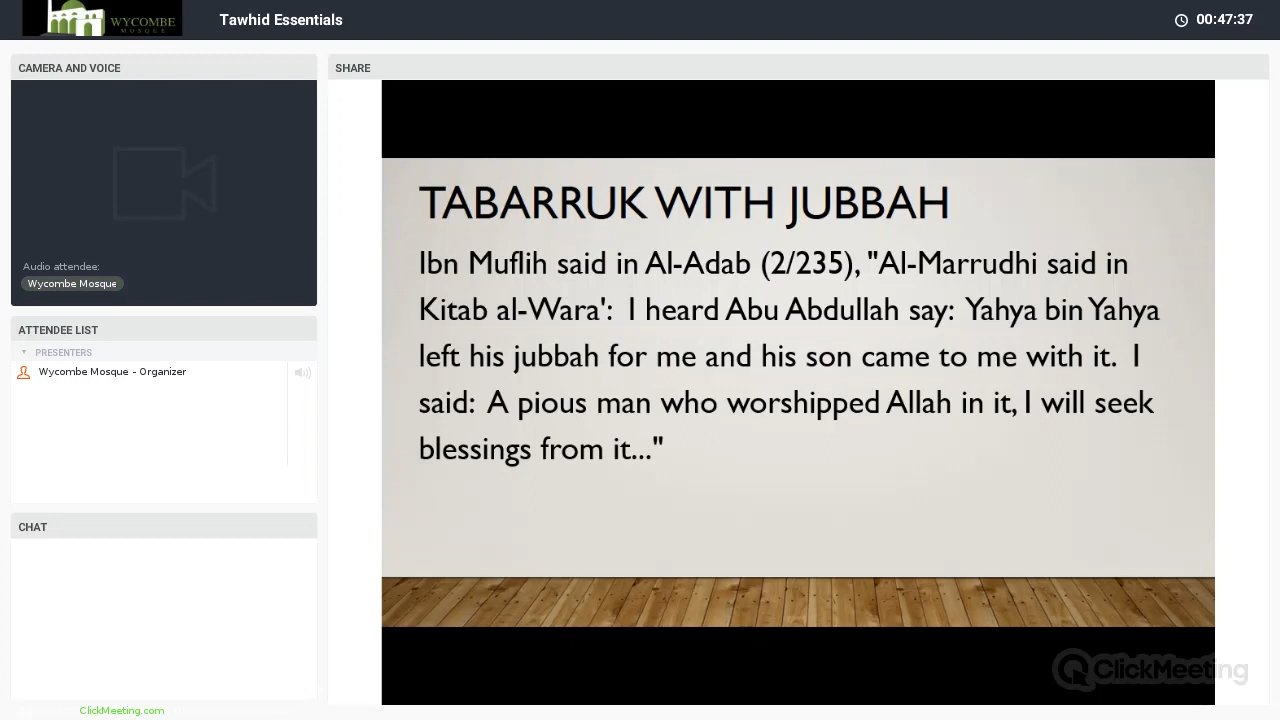 WYCOMBE
MOSQUE
Tawhid Essentials
00:47:37
CAMERA AND VOICE
Audio attendee:
Wycombe Mosque
ATTENDEE LIST
PRESENTERS
Wycombe Mosque - Organizer
CHAT
ClickMeeting.com
SHARE
TABARRUK WITH JUBBAH
Ibn Muflih said in Al-Adab (2/235), "Al-Marrudhi said in
Kitab al-Wara': I heard Abu Abdullah say: Yahya bin Yahya
left his jubbah for me and his son came to me with it. I
said: A pious man who worshipped Allah in it, I will seek
blessings from it..."
ClickMeeting